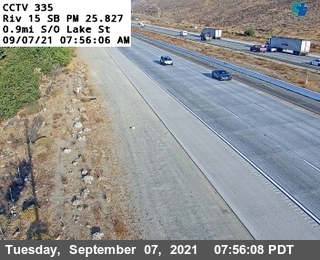 CCTV 335
Riv 15 SB PM 25.827
0.9mi S/O Lake St
09/07/21 07:56:06 AM
Tuesday, September 07, 2021 07:56:08 PDT